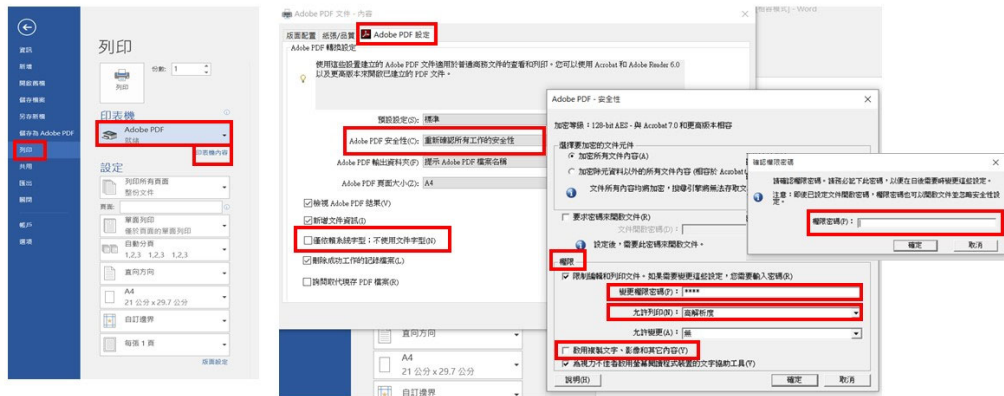 資訊
新增
開啟舊檔
儲存檔案
另存新檔
儲存為 Adobe PDF
列印
共用
匯出
關閉
帳戶
選項
列印
份數: 1
列印
印表機
Adobe PDF
就緒
印表機內容
設定
列印所有頁面
整份文件
頁面:
單面列印
僅於頁面的單面列印
自動分頁
1,2,3 1,2,3 1,2,3
直向方向
A4
21 公分 x 29.7 公分
自訂邊界
每張 1 頁
版面設定
Adobe PDF 文件 - 內容
版面配置 紙張/品質 Adobe PDF 設定
Adobe PDF 轉換設定
使用這些設置建立的 Adobe PDF 文件適用於普通商務文件的查看和列印。您可以使用 Acrobat 和 Adobe Reader 6.0
以及更高版本來開啟已建立的 PDF 文件。
預設設定(S): 標準
Adobe PDF 安全性(C): 重新確認所有工作的安全性
Adobe PDF 輸出資料夾(F) 提示 Adobe PDF 檔案名稱
Adobe PDF 頁面大小(Z): A4
檢視 Adobe PDF 結果(V)
新增文件資訊(I)
僅依賴系統字型；不使用文件字型(N)
刪除成功工作的記錄檔案(L)
詢問取代現存 PDF 檔案(R)
直向方向
A4
21 公分 x 29.7 公分
自訂邊界
[相容模式] - Word
Adobe PDF - 安全性
加密等級：128-bit AES - 與 Acrobat 7.0 和更高版本相容
選擇要加密的文件元件
加密所有文件內容(A)
加密除元資料以外的所有文件內容 (相容於 Acrobat
文件所有內容均將加密，搜尋引擎將無法存取文
要求密碼來開啟文件(R)
文件開啟密碼(D)：
設定後，需要此密碼來開啟文件。
權限
限制編輯和列印文件。如果需要變更這些設定，您需要輸入密碼(R)
變更權限密碼(P)：****
允許列印(N)：高解析度
允許變更(A)：無
啟用複製文字、影像和其它內容(Y)
為視力不佳者啟用螢幕閱讀程式裝置的文字協助工具(V)
說明(H) 確定 取消
確認權限密碼
請確認權限密碼。請務必記下此密碼，以便在日後需要時變更這些設定。
注意：即使已設定文件開啟密碼，權限密碼也可以開啟文件並忽略安全性設
定。
權限密碼(P)：
確定 取消